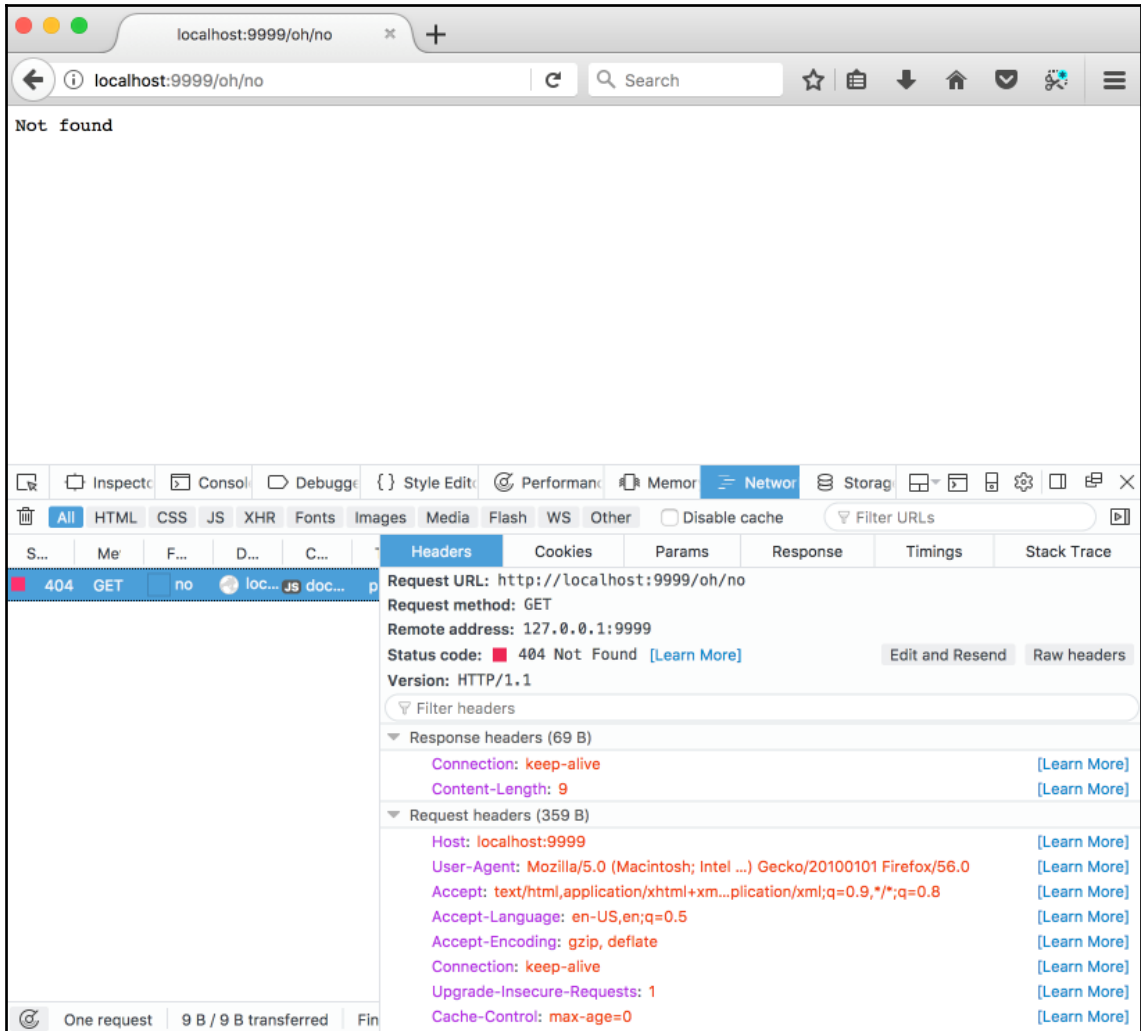 localhost:9999/oh/no
localhost:9999/oh/no Search
Not found
Inspecto Consol Debugge { } Style Edito Performanc Memor Networ Storag
All HTML CSS JS XHR Fonts Images Media Flash WS Other Disable cache Filter URLs
S... Me F... D... C... Headers Cookies Params Response Timings Stack Trace
404 GET no loc... JS doc... p
Request URL: http://localhost:9999/oh/no
Request method: GET
Remote address: 127.0.0.1:9999
Status code: 404 Not Found [Learn More] Edit and Resend Raw headers
Version: HTTP/1.1
Filter headers
Response headers (69 B)
Connection: keep-alive [Learn More]
Content-Length: 9 [Learn More]
Request headers (359 B)
Host: localhost:9999 [Learn More]
User-Agent: Mozilla/5.0 (Macintosh; Intel ...) Gecko/20100101 Firefox/56.0 [Learn More]
Accept: text/html,application/xhtml+xm...plication/xml;q=0.9,*/*;q=0.8 [Learn More]
Accept-Language: en-US,en;q=0.5 [Learn More]
Accept-Encoding: gzip, deflate [Learn More]
Connection: keep-alive [Learn More]
Upgrade-Insecure-Requests: 1 [Learn More]
Cache-Control: max-age=0 [Learn More]
One request 9 B / 9 B transferred Fin